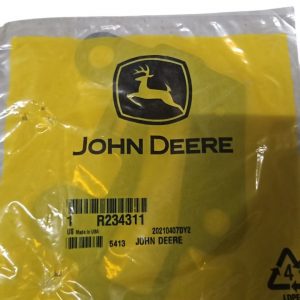 JOHN DEERE
1 R234311
US Made in USA 20210407DY2
5413 JOHN DEERE
4